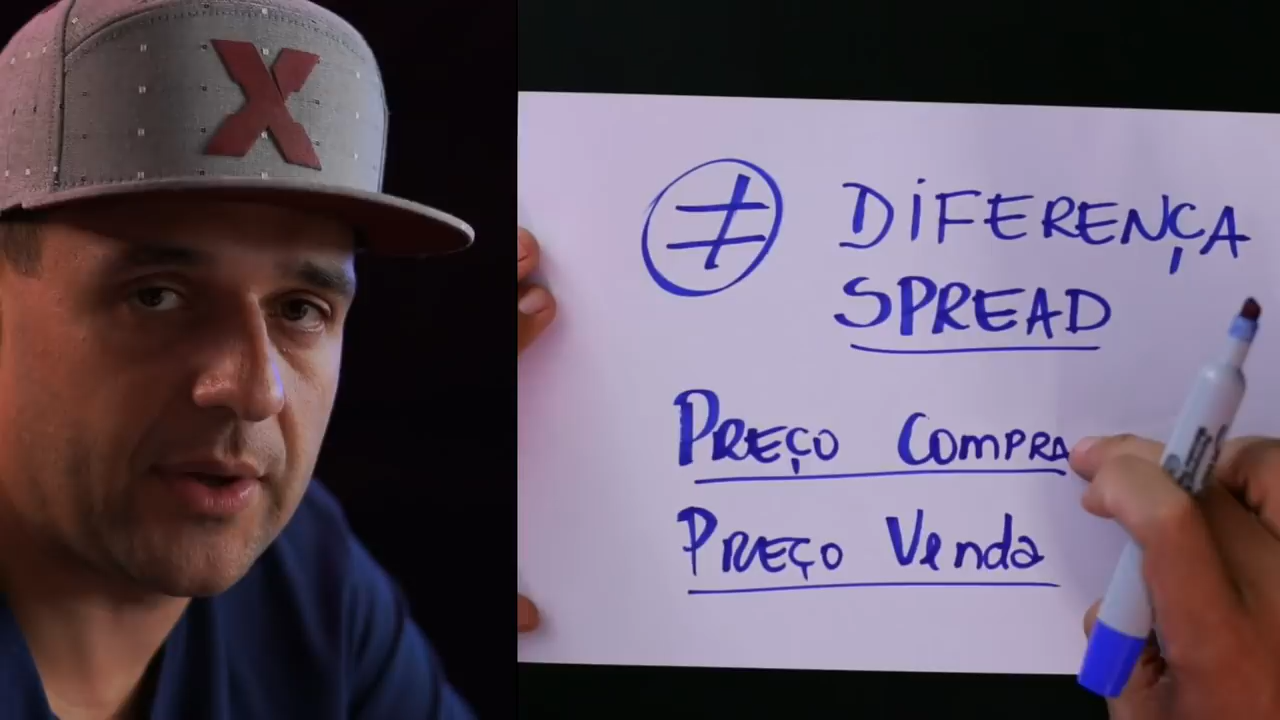 X
≠ DIFERENÇA
SPREAD
PREÇO COMPRA
PREÇO Venda